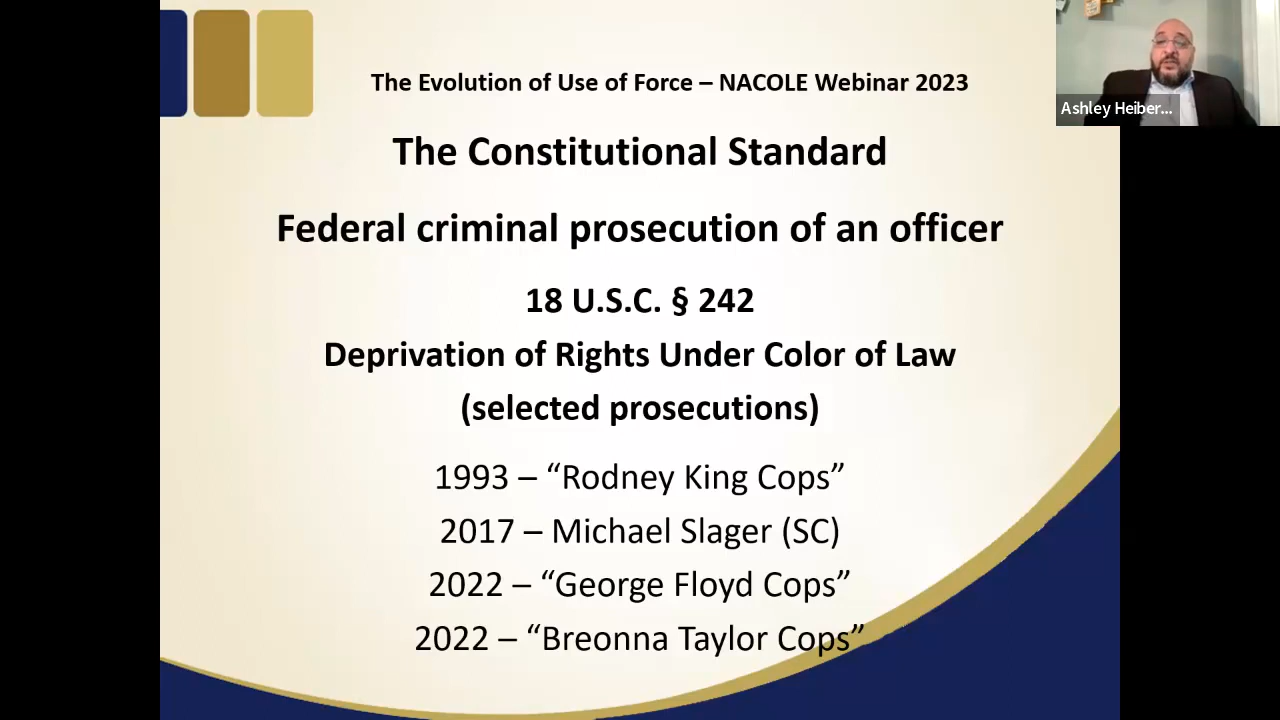 The Evolution of Use of Force – NACOLE Webinar 2023
Ashley Heiber...
The Constitutional Standard
Federal criminal prosecution of an officer
18 U.S.C. § 242
Deprivation of Rights Under Color of Law
(selected prosecutions)
1993 – “Rodney King Cops”
2017 – Michael Slager (SC)
2022 – “George Floyd Cops”
2022 – “Breonna Taylor Cops”